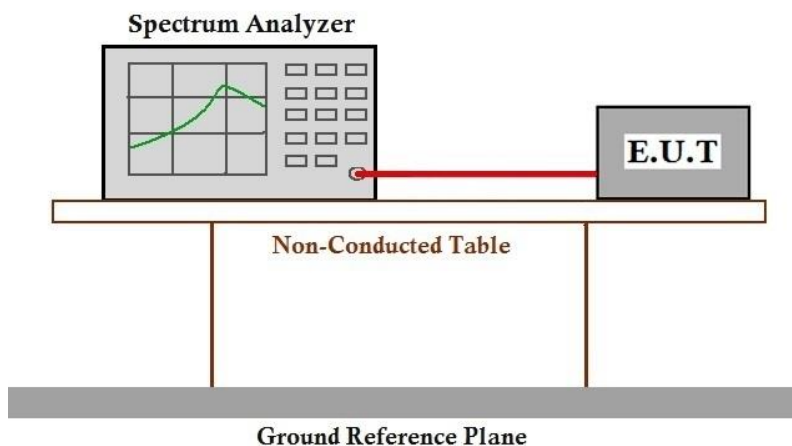 Spectrum Analyzer
E.U.T
Non-Conducted Table
Ground Reference Plane